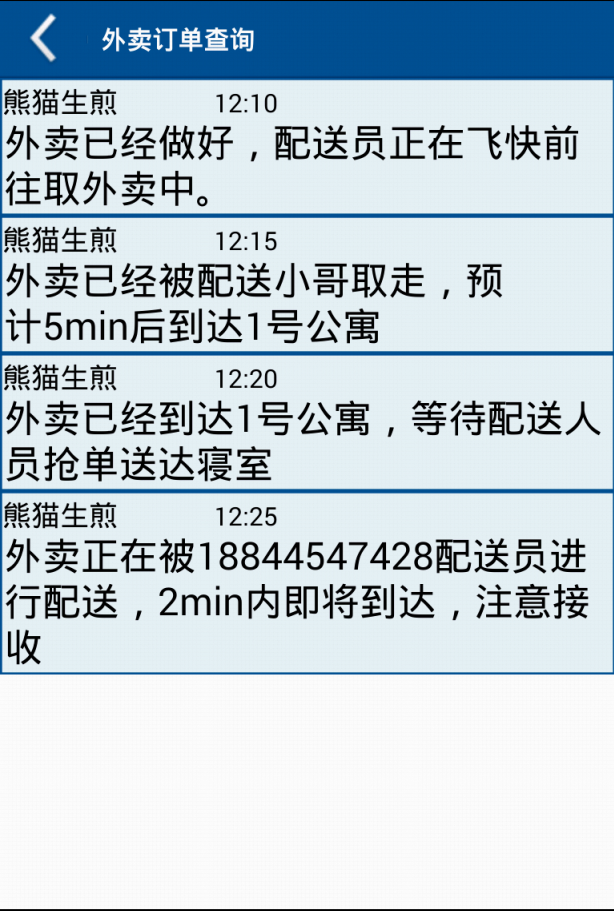 外卖订单查询
熊猫生煎 12:10
外卖已经做好，配送员正在飞快前
往取外卖中。
熊猫生煎 12:15
外卖已经被配送小哥取走，预
计5min后到达1号公寓
熊猫生煎 12:20
外卖已经到达1号公寓，等待配送人
员抢单送达寝室
熊猫生煎 12:25
外卖正在被18844547428配送员进
行配送，2min内即将到达，注意接
收